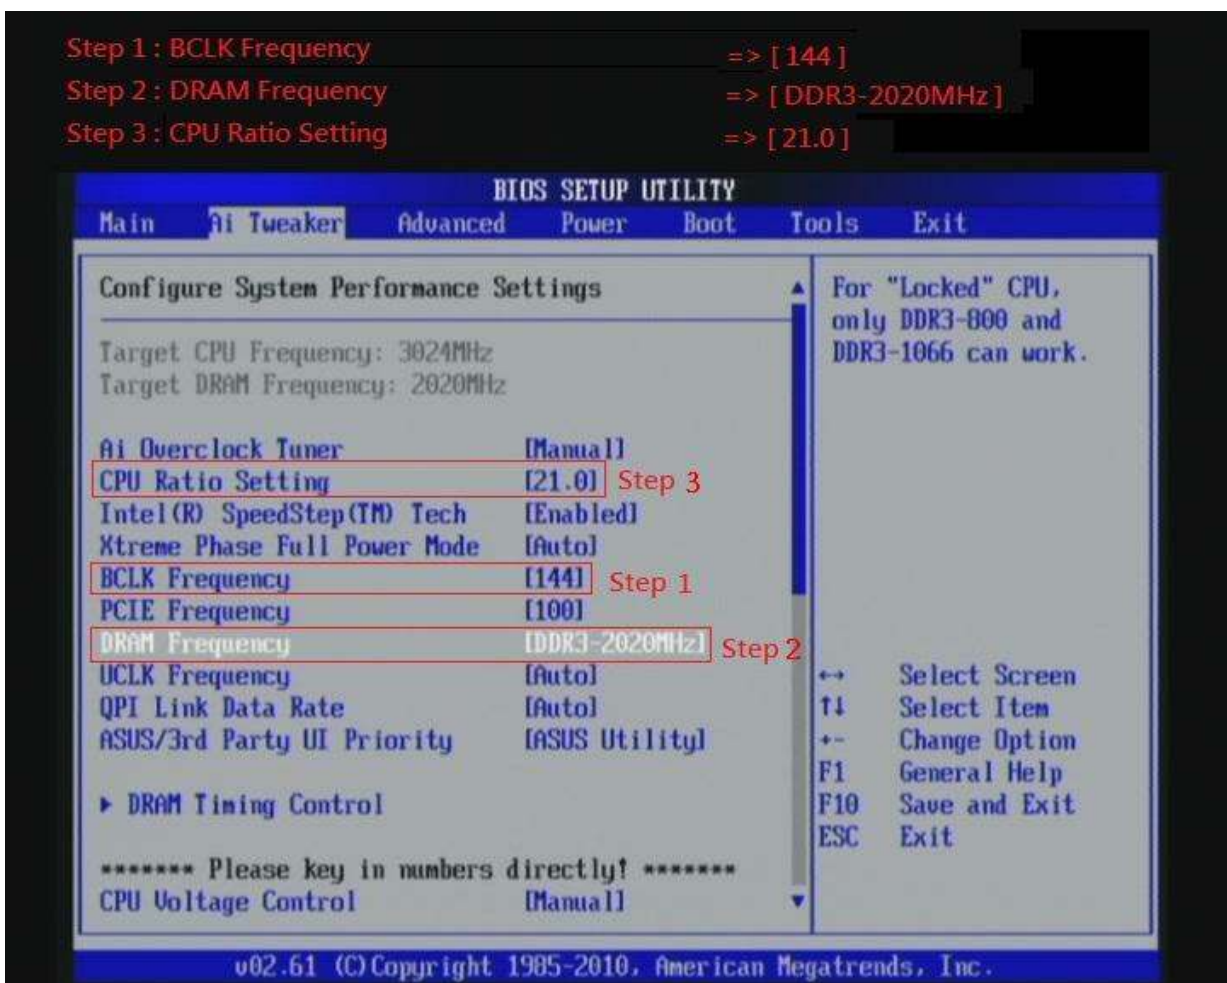 Step 1 : BCLK Frequency => [ 144 ]
Step 2 : DRAM Frequency => [ DDR3-2020MHz ]
Step 3 : CPU Ratio Setting => [ 21.0 ]
BIOS SETUP UTILITY
Main Ai Tweaker Advanced Power Boot Tools Exit
Configure System Performance Settings
Target CPU Frequency: 3024MHz
Target DRAM Frequency: 2020MHz
Ai Overclock Tuner [Manual]
CPU Ratio Setting [21.0] Step 3
Intel(R) SpeedStep(TM) Tech [Enabled]
Xtreme Phase Full Power Mode [Auto]
BCLK Frequency [144] Step 1
PCIE Frequency [100]
DRAM Frequency [DDR3-2020MHz] Step 2
UCLK Frequency [Auto]
QPI Link Data Rate [Auto]
ASUS/3rd Party UI Priority [ASUS Utility]
▶ DRAM Timing Control
******* Please key in numbers directly! *******
CPU Voltage Control [Manual]
For "Locked" CPU,
only DDR3-800 and
DDR3-1066 can work.
↔ Select Screen
↑↓ Select Item
+- Change Option
F1 General Help
F10 Save and Exit
ESC Exit
v02.61 (C)Copyright 1985-2010, American Megatrends, Inc.